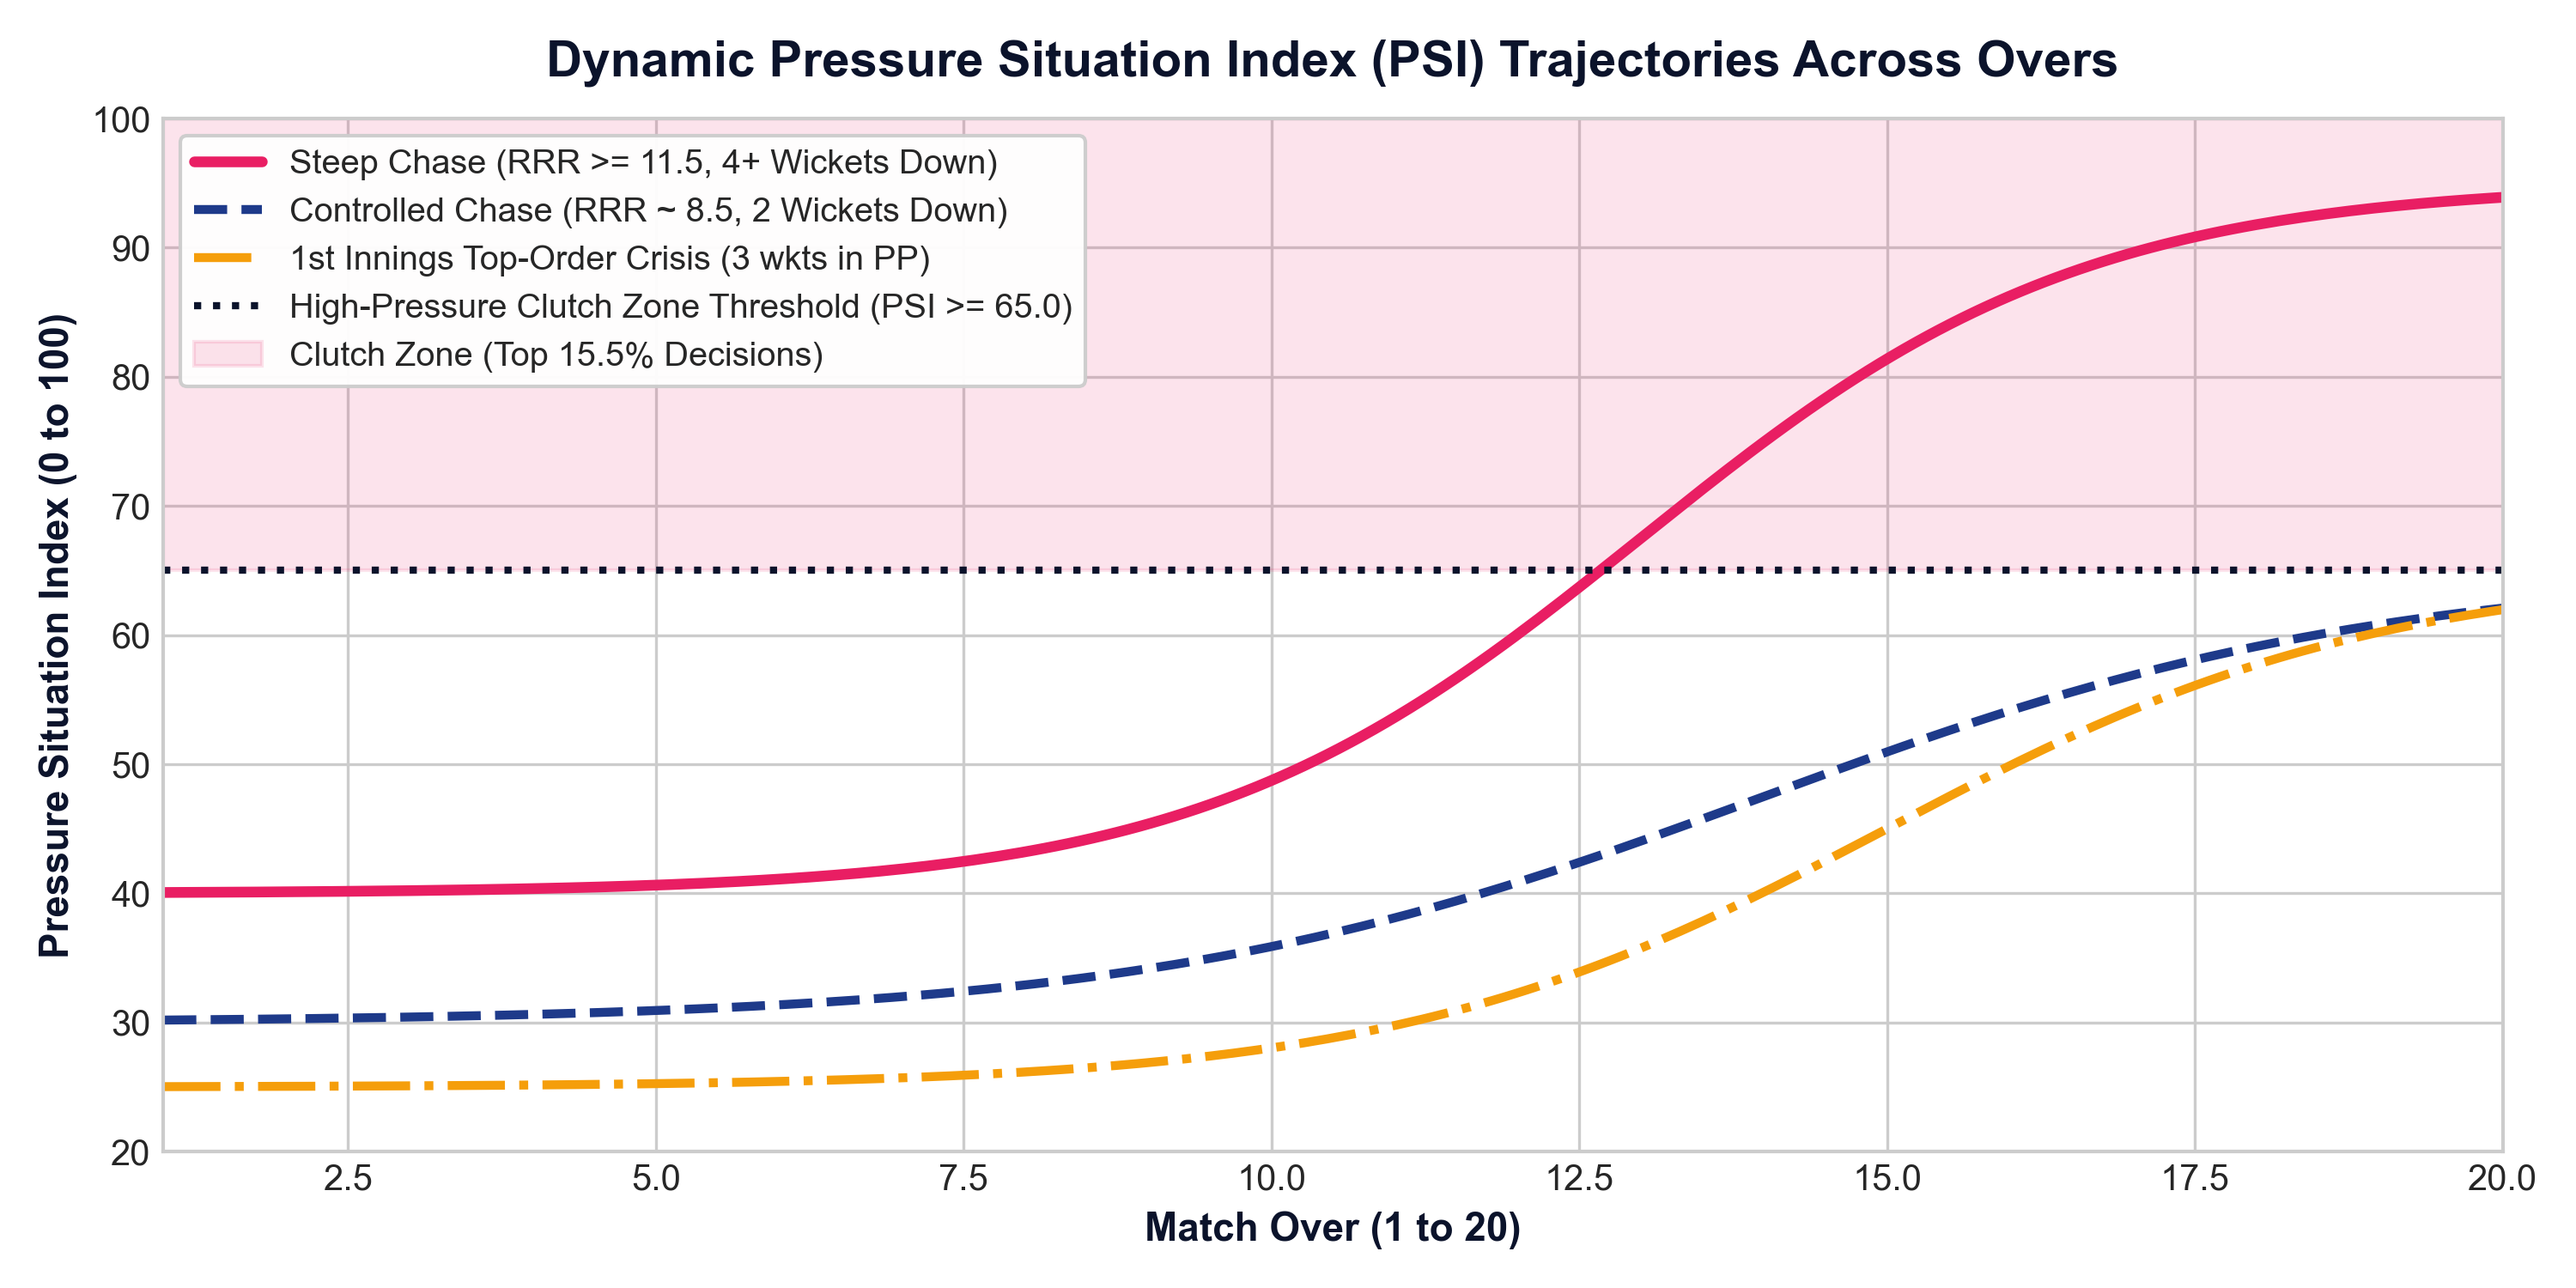 Dynamic Pressure Situation Index (PSI) Trajectories Across Overs
Pressure Situation Index (0 to 100)
100
90
80
70
60
50
40
30
20
Steep Chase (RRR >= 11.5, 4+ Wickets Down)
Controlled Chase (RRR ~ 8.5, 2 Wickets Down)
1st Innings Top-Order Crisis (3 wkts in PP)
High-Pressure Clutch Zone Threshold (PSI >= 65.0)
Clutch Zone (Top 15.5% Decisions)
2.5 5.0 7.5 10.0 12.5 15.0 17.5 20.0
Match Over (1 to 20)